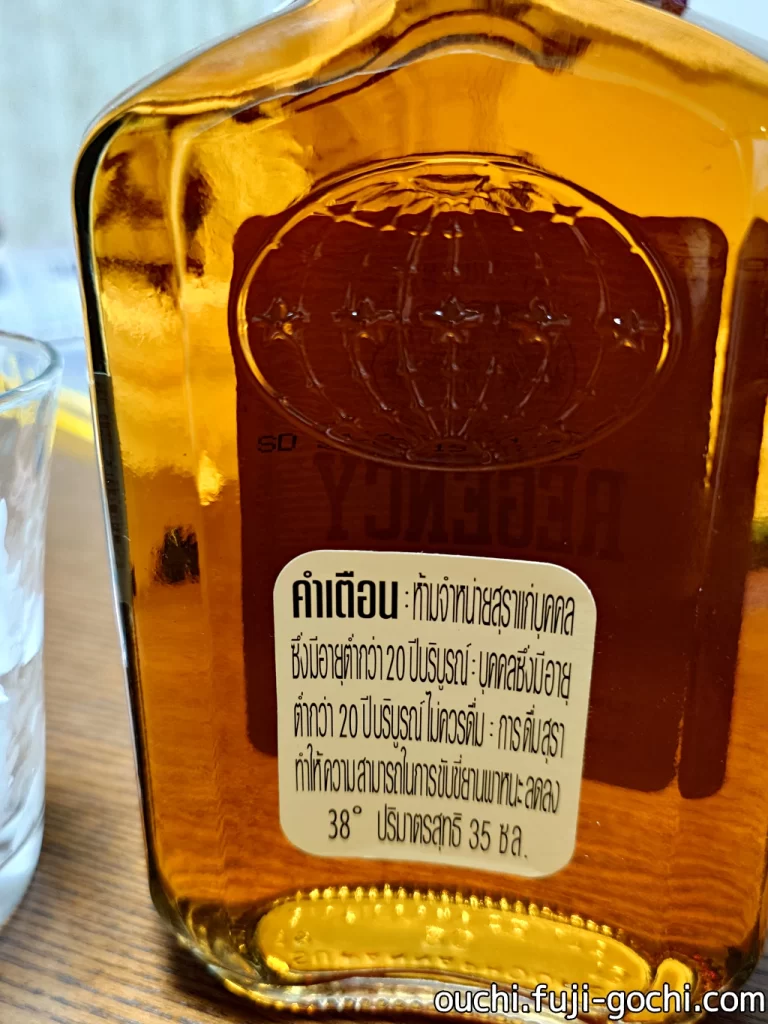 REGENCY
คำเตือน : ห้ามจำหน่ายสุราแก่บุคคล
ซึ่งมีอายุต่ำกว่า 20 ปีบริบูรณ์ : บุคคลซึ่งมีอายุ
ต่ำกว่า 20 ปีบริบูรณ์ ไม่ควรดื่ม : การดื่มสุรา
ทำให้ความสามารถในการขับขี่ยานพาหนะลดลง
38° ปริมาตรสุทธิ 35 ซล.
ouchi.fuji-gochi.com